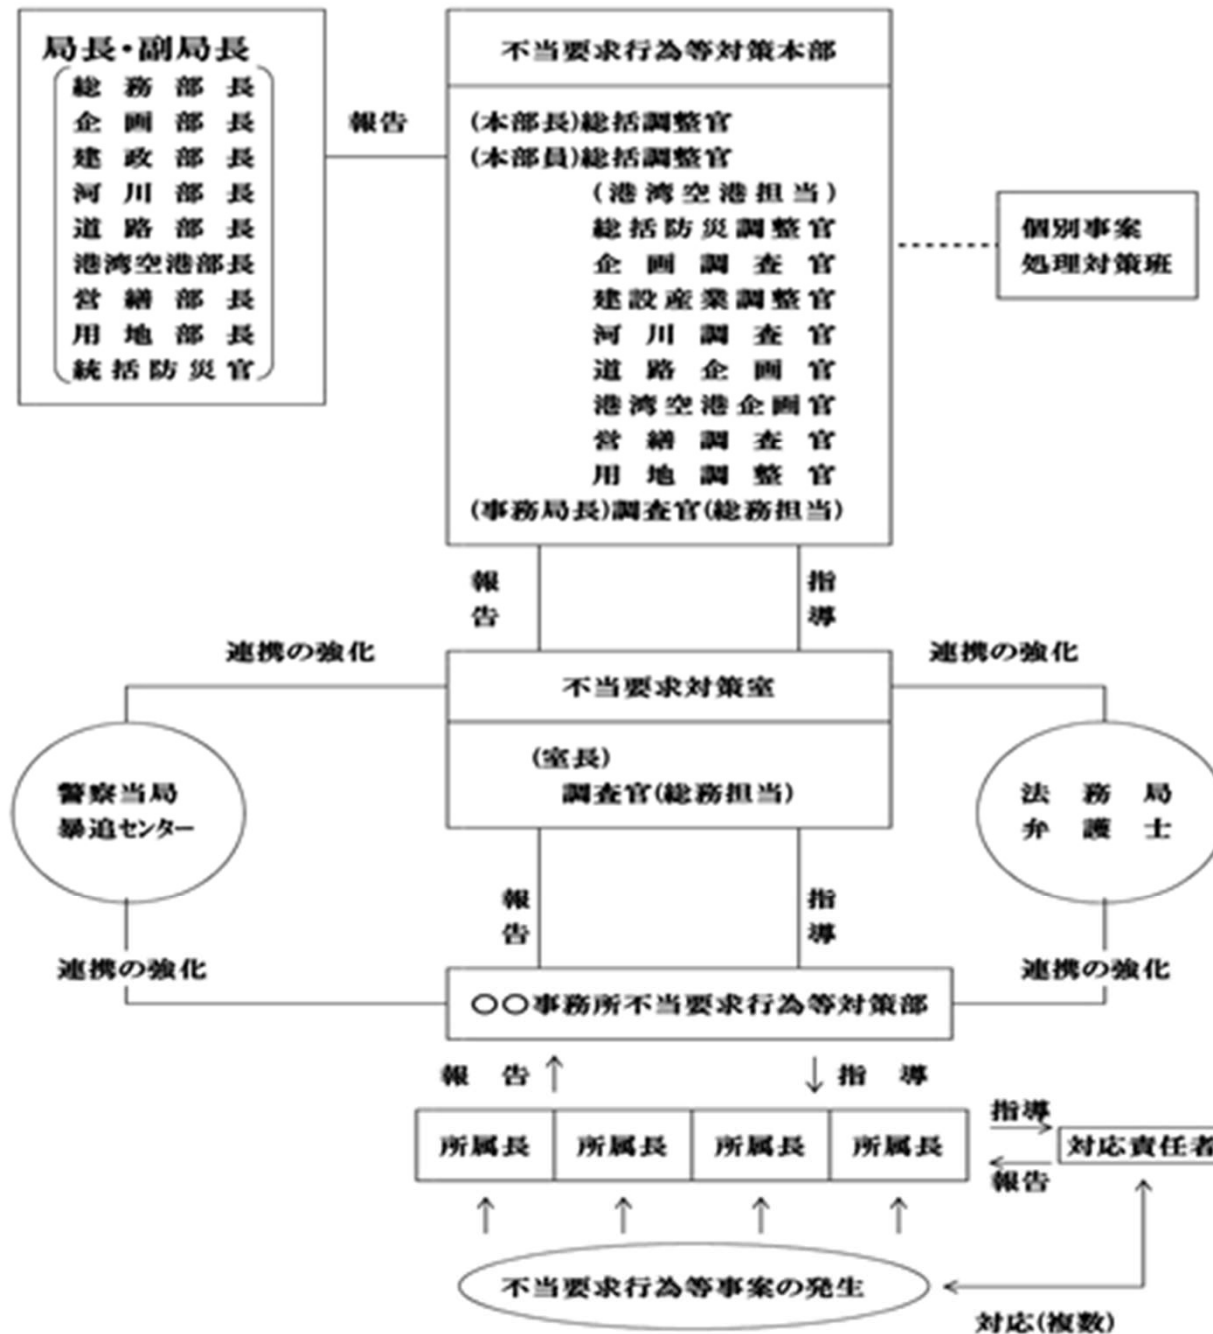 局長・副局長
総務部長
企画部長
建政部長
河川部長
道路部長
港湾空港部長
営繕部長
用地部長
統括防災官
報告
不当要求行為等対策本部
(本部長)総括調整官
(本部員)総括調整官
(港湾空港担当)
総括防災調整官
企画調査官
建設産業調整官
河川調査官
道路企画官
港湾空港企画官
営繕調査官
用地調整官
(事務局長)調査官(総務担当)
個別事案
処理対策班
報告
指導
連携の強化
連携の強化
不当要求対策室
(室長)
調査官(総務担当)
警察当局
暴追センター
法務局
弁護士
報告
指導
連携の強化
連携の強化
○○事務所不当要求行為等対策部
報告
指導
所属長
所属長
所属長
所属長
指導
報告
対応責任者
不当要求行為等事案の発生
対応(複数)